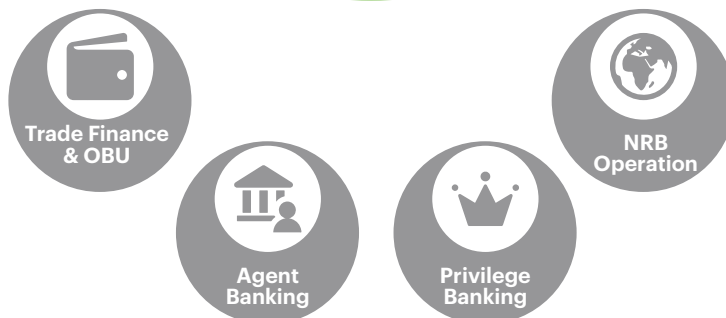 Trade Finance
& OBU
NRB
Operation
Agent
Banking
Privilege
Banking